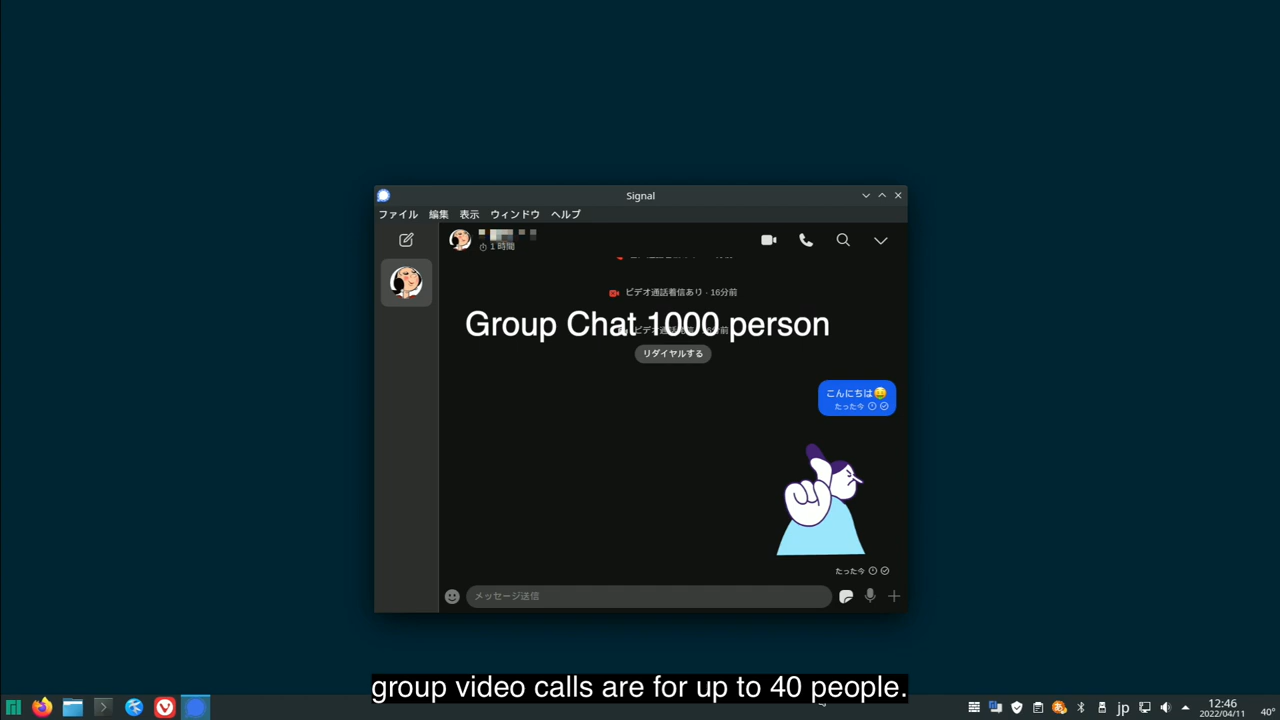 Signal
ファイル 編集 表示 ウィンドウ ヘルプ
1 時間
ビデオ通話着信あり · 16分前
Group Chat 1000 person
リダイヤルする
こんにちは🤑
たった今
たった今
メッセージ送信
group video calls are for up to 40 people.
jp
12:46
2022/04/11
40°